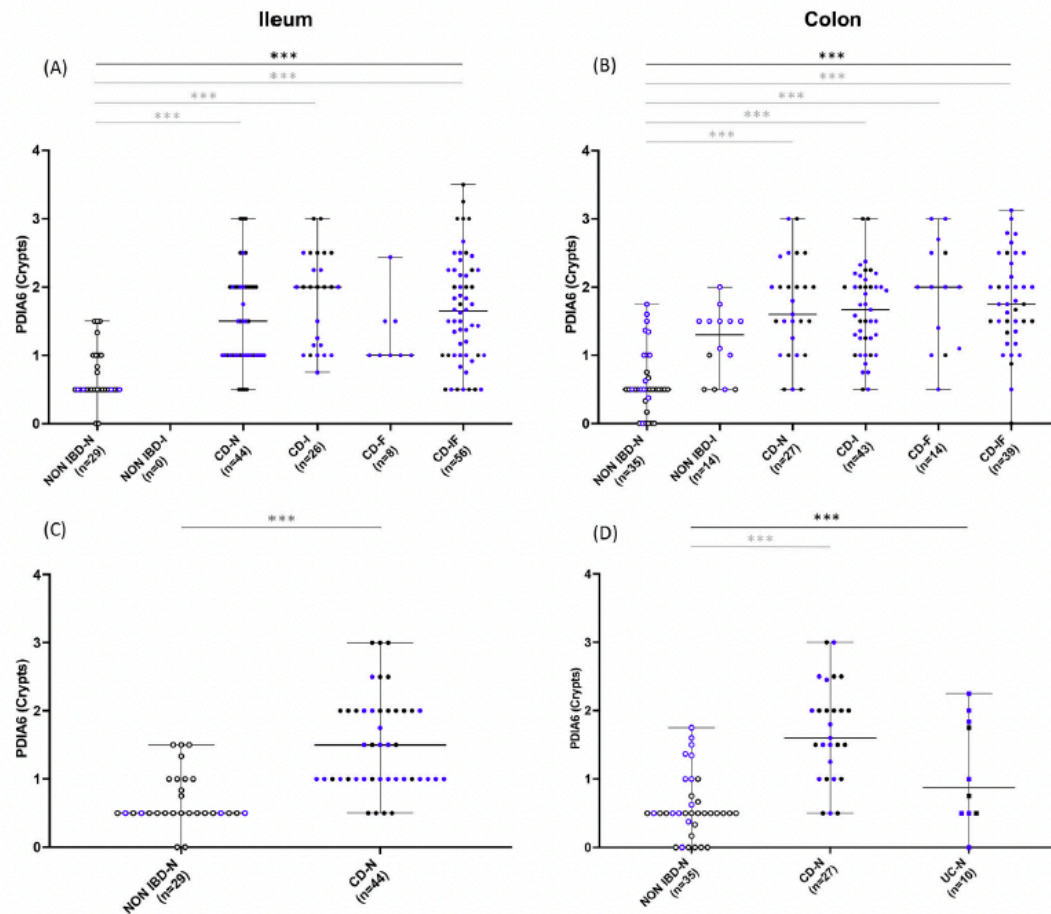 Ileum
Colon
(A)
***
***
***
***
PDIA6 (Crypts)
4
3
2
1
0
NON IBD-N
(n=29)
NON IBD-I
(n=0)
CD-N
(n=44)
CD-I
(n=26)
CD-F
(n=8)
CD-IF
(n=56)
(B)
***
***
***
***
***
PDIA6 (Crypts)
4
3
2
1
0
NON IBD-N
(n=35)
NON IBD-I
(n=14)
CD-N
(n=27)
CD-I
(n=43)
CD-F
(n=14)
CD-IF
(n=39)
(C)
***
PDIA6 (Crypts)
4
3
2
1
0
NON IBD-N
(n=29)
CD-N
(n=44)
(D)
***
***
PDIA6 (Crypts)
4
3
2
1
0
NON IBD-N
(n=35)
CD-N
(n=27)
UC-N
(n=10)